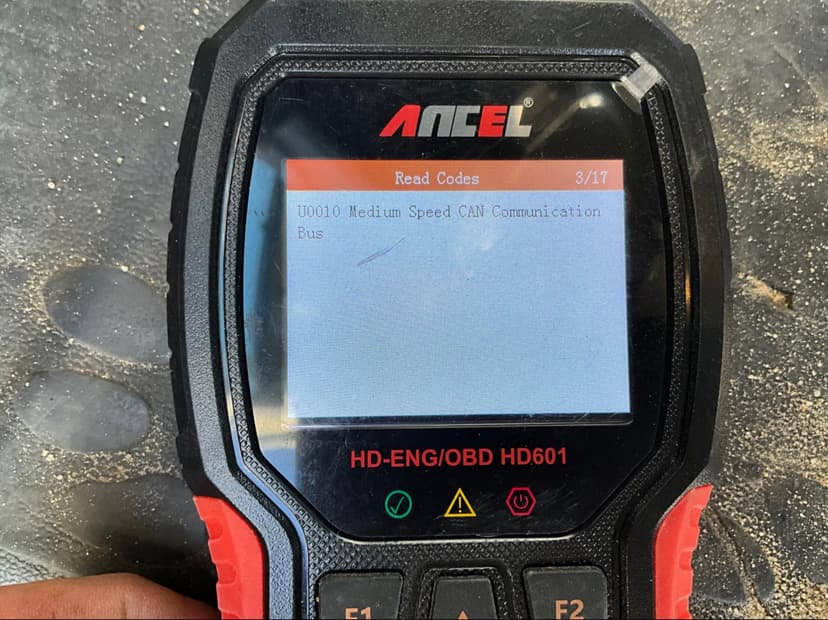 ANCEL®
Read Codes 3/17
U0010 Medium Speed CAN Communication
Bus
HD-ENG/OBD HD601
F1 F2